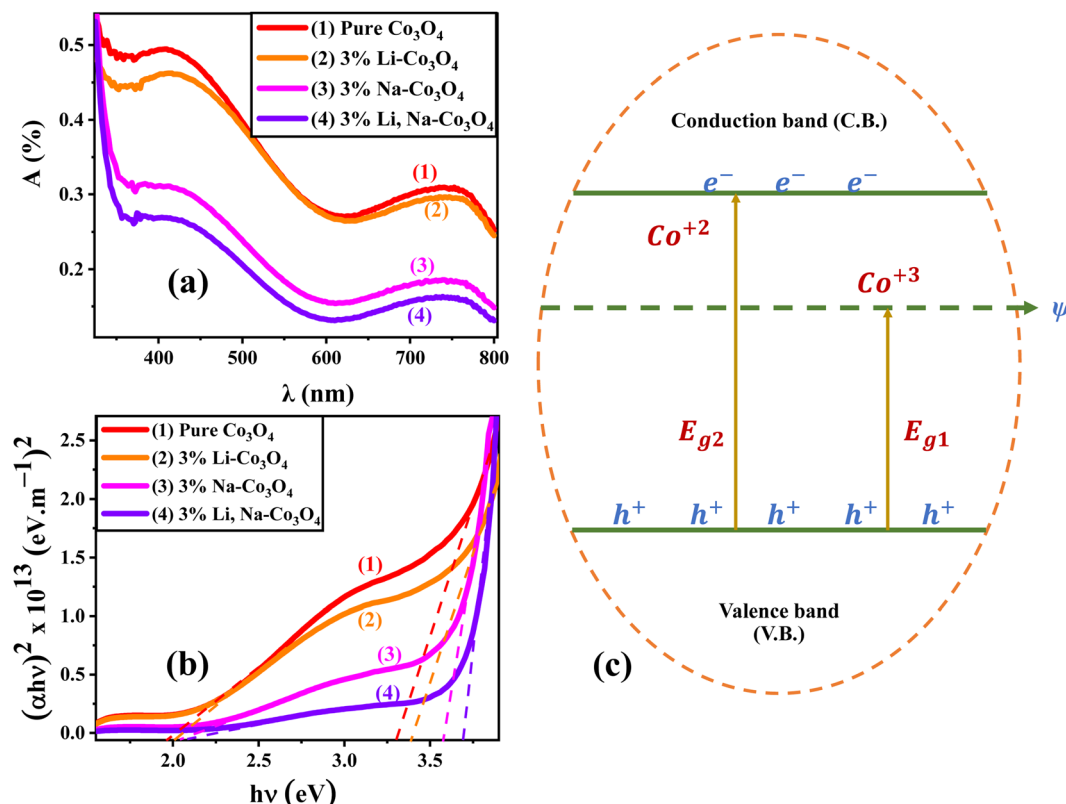 (1) Pure Co₃O₄
(2) 3% Li-Co₃O₄
(3) 3% Na-Co₃O₄
(4) 3% Li, Na-Co₃O₄
0.5
0.4
0.3
0.2
A (%)
(1)
(2)
(3)
(4)
(a)
400 500 600 700 800
λ (nm)
(1) Pure Co₃O₄
(2) 3% Li-Co₃O₄
(3) 3% Na-Co₃O₄
(4) 3% Li, Na-Co₃O₄
2.5
2.0
1.5
1.0
0.5
0.0
(αhν)² x 10¹³ (eV.m⁻¹)²
(1)
(2)
(3)
(4)
(b)
2.0 2.5 3.0 3.5
hν (eV)
Conduction band (C.B.)
e⁻ e⁻ e⁻
Co⁺²
Co⁺³
ψ
E_g2
E_g1
h⁺ h⁺ h⁺ h⁺ h⁺
Valence band
(V.B.)
(c)